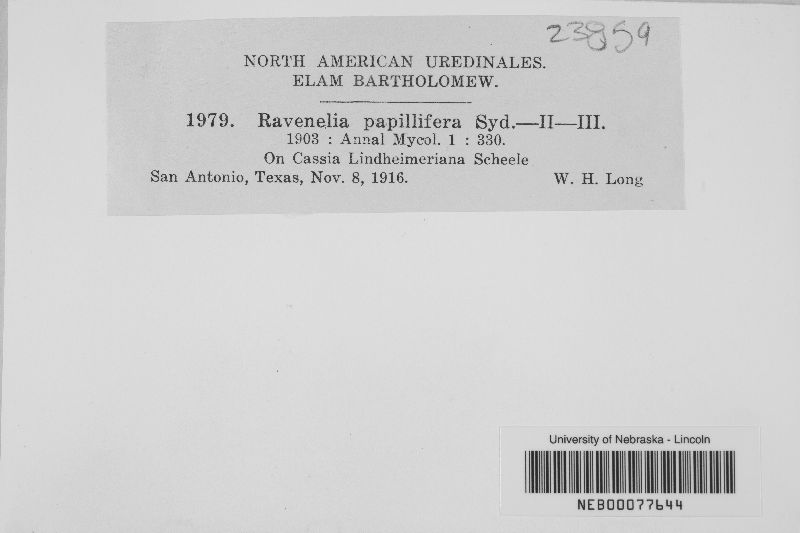 23859
NORTH AMERICAN UREDINALES.
ELAM BARTHOLOMEW.
1979. Ravenelia papillifera Syd.—II—III.
1903 : Annal Mycol. 1 : 330.
On Cassia Lindheimeriana Scheele
San Antonio, Texas, Nov. 8, 1916. W. H. Long
University of Nebraska - Lincoln
NEB00077644